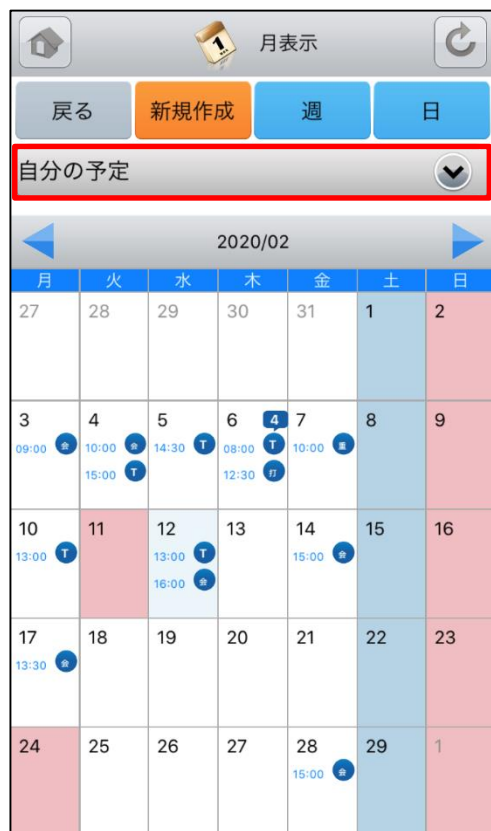 月表示
戻る 新規作成 週 日
自分の予定
2020/02
月 火 水 木 金 土 日
27 28 29 30 31 1 2
3 4 5 6 4 7 8 9
09:00 会 10:00 会 14:30 T 08:00 T 10:00 重
15:00 T 12:30 打
10 11 12 13 14 15 16
13:00 T 13:00 T 15:00 会
16:00 会
17 18 19 20 21 22 23
13:30 会
24 25 26 27 28 29 1
15:00 会